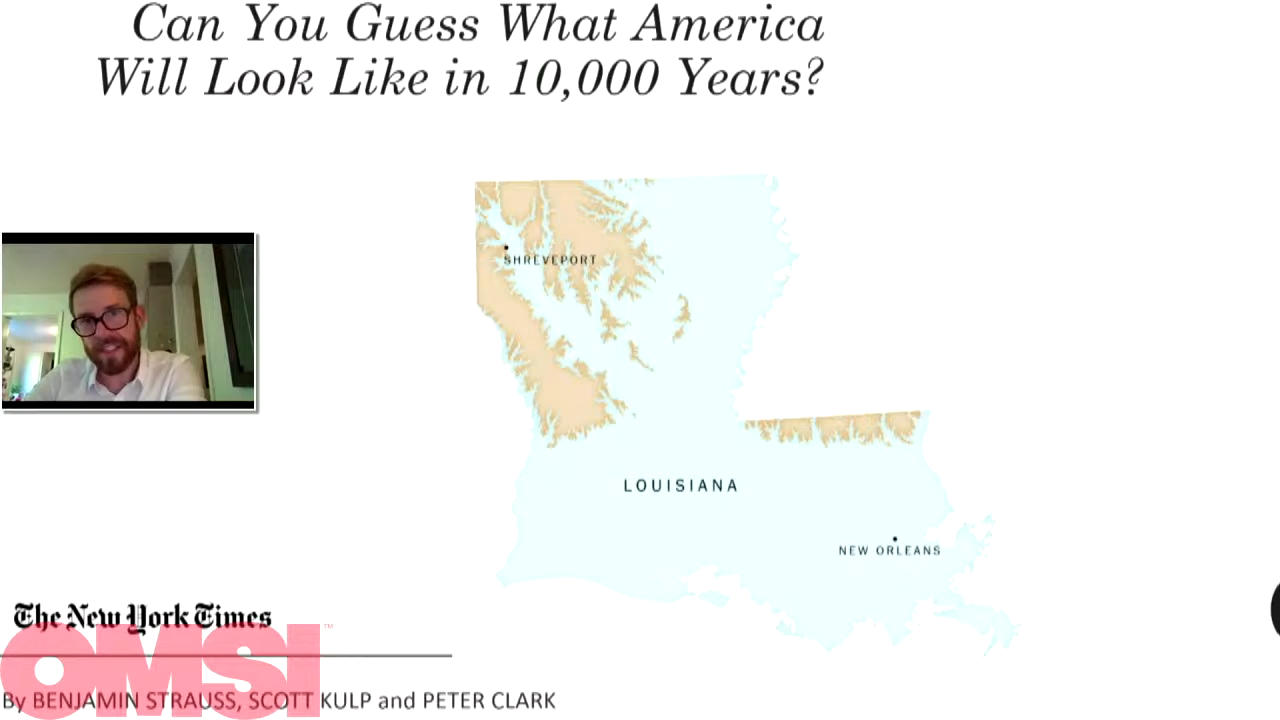 Can You Guess What America
Will Look Like in 10,000 Years?
SHREVEPORT
LOUISIANA
NEW ORLEANS
The New York Times
OMSI™
By BENJAMIN STRAUSS, SCOTT KULP and PETER CLARK